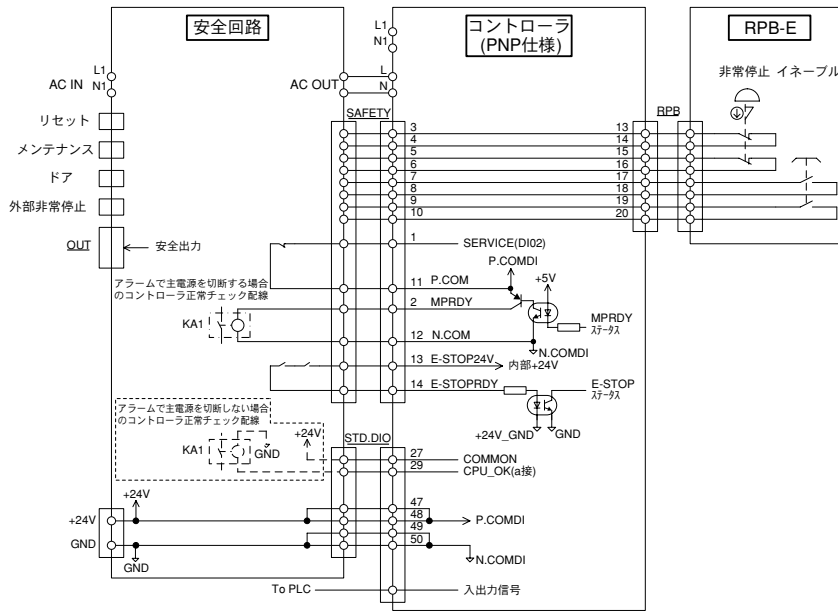 安全回路
コントローラ
(PNP仕様)
RPB-E
L1
N1
L1
N1
AC IN
AC OUT
L
N
非常停止 イネーブル
リセット
メンテナンス
ドア
外部非常停止
OUT
安全出力
SAFETY
RPB
3
4
5
6
7
8
9
10
13
14
15
16
17
18
19
20
1
SERVICE(DI02)
P.COMDI
アラームで主電源を切断する場合
のコントローラ正常チェック配線
11 P.COM
+5V
2 MPRDY
MPRDY
ステータス
KA1
12 N.COM
N.COMDI
13 E-STOP24V
内部+24V
14 E-STOPRDY
E-STOP
ステータス
+24V_GND
GND
アラームで主電源を切断しない場合
のコントローラ正常チェック配線
KA1
GND
+24V
STD.DIO
27
COMMON
29
CPU_OK(a接)
+24V
+24V
47
48
P.COMDI
49
GND
50
GND
N.COMDI
To PLC
入出力信号